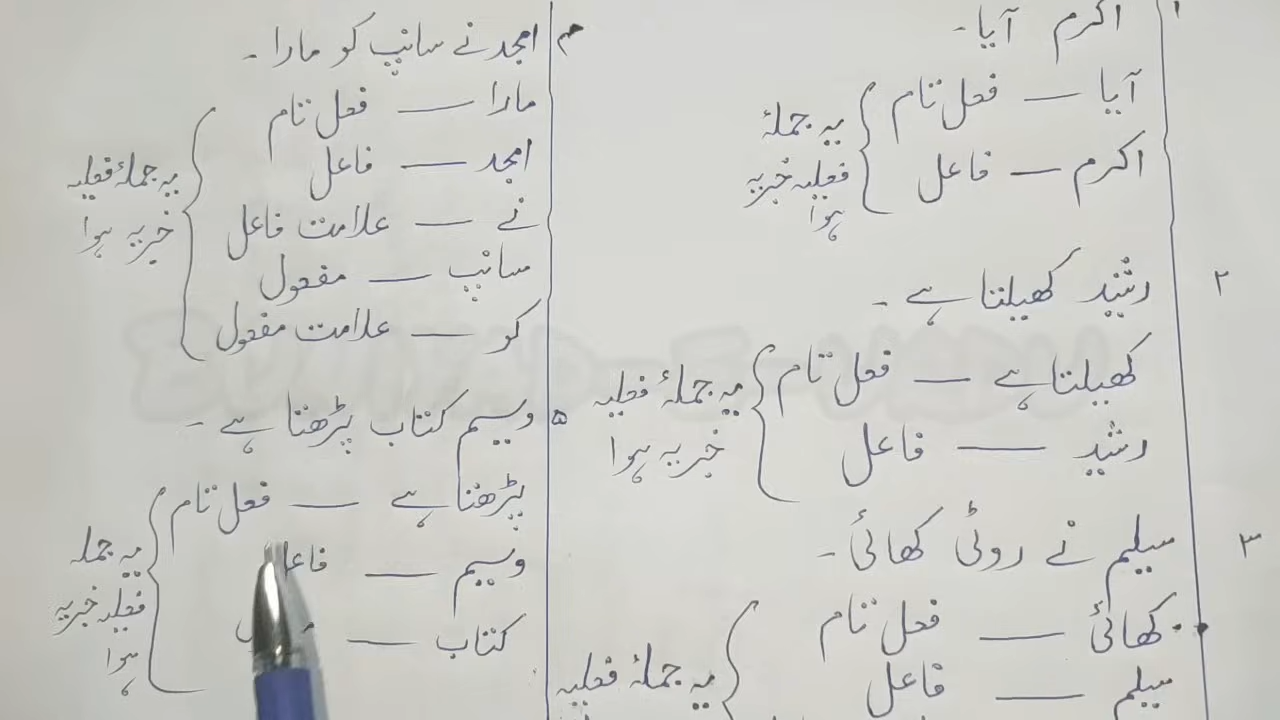 ۱ اکرم آیا۔
آیا — فعل تام
اکرم — فاعل
یہ جملۂ
فعلیہ خبریہ
ہوا
۲ رشید کھیلتا ہے۔
کھیلتا ہے — فعل تام
رشید — فاعل
یہ جملۂ فعلیہ
خبریہ ہوا
۳ سلیم نے روٹی کھائی۔
کھائی — فعل تام
سلیم — فاعل
یہ جملۂ فعلیہ
۴ امجد نے سانپ کو مارا۔
مارا — فعل تام
امجد — فاعل
نے — علامت فاعل
سانپ — مفعول
کو — علامت مفعول
یہ جملۂ فعلیہ
خبریہ ہوا
۵ وسیم کتاب پڑھتا ہے۔
پڑھتا ہے — فعل تام
وسیم — فاعل
کتاب —
یہ جملہ
فعلیہ خبریہ
ہوا